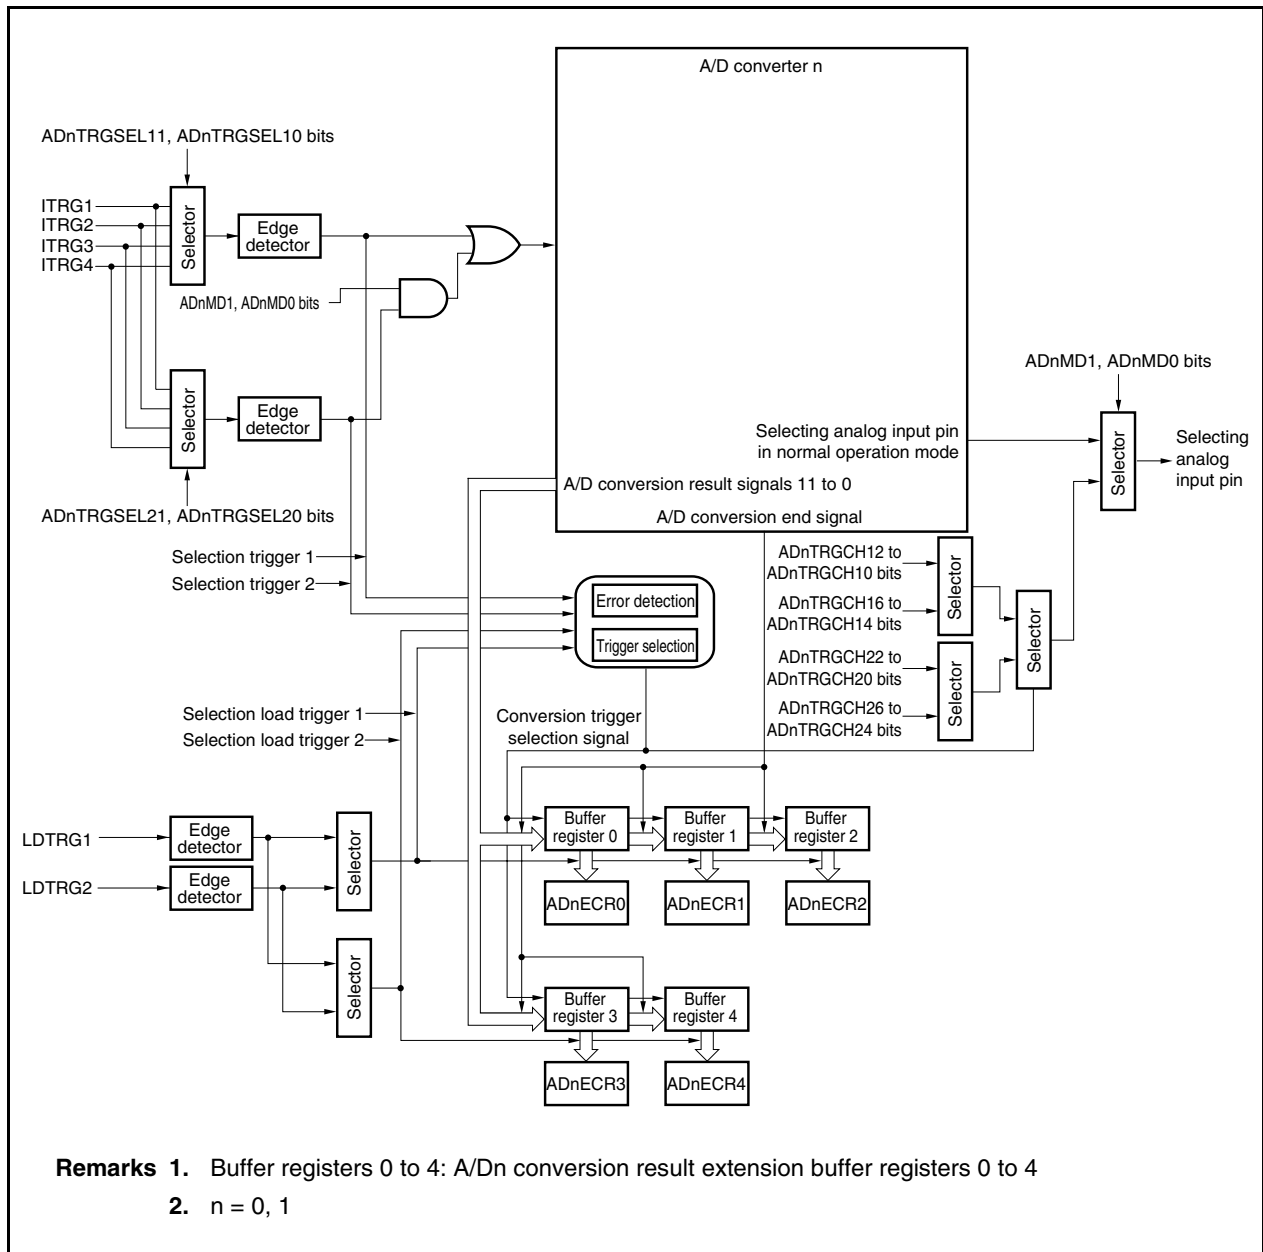 A/D converter n
ADnTRGSEL11, ADnTRGSEL10 bits
ITRG1
ITRG2
ITRG3
ITRG4
Selector
Edge
detector
ADnMD1, ADnMD0 bits
Selector
Edge
detector
ADnTRGSEL21, ADnTRGSEL20 bits
Selecting analog input pin
in normal operation mode
A/D conversion result signals 11 to 0
A/D conversion end signal
ADnMD1, ADnMD0 bits
Selector
Selecting
analog
input pin
Selection trigger 1
Selection trigger 2
Error detection
Trigger selection
ADnTRGCH12 to
ADnTRGCH10 bits
ADnTRGCH16 to
ADnTRGCH14 bits
Selector
ADnTRGCH22 to
ADnTRGCH20 bits
ADnTRGCH26 to
ADnTRGCH24 bits
Selector
Selector
Selection load trigger 1
Selection load trigger 2
Conversion trigger
selection signal
LDTRG1
Edge
detector
LDTRG2
Edge
detector
Selector
Selector
Buffer
register 0
Buffer
register 1
Buffer
register 2
ADnECR0
ADnECR1
ADnECR2
Buffer
register 3
Buffer
register 4
ADnECR3
ADnECR4
Remarks 1. Buffer registers 0 to 4: A/Dn conversion result extension buffer registers 0 to 4
2. n = 0, 1